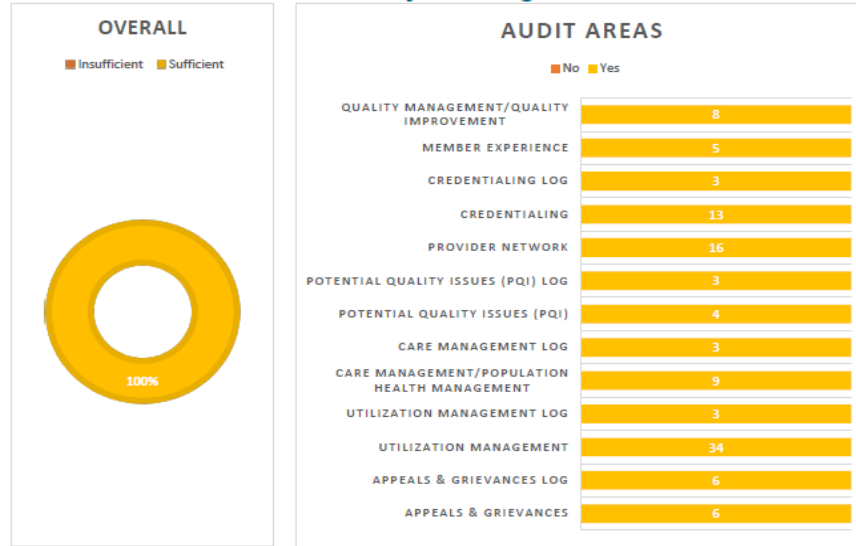 OVERALL
Insufficient Sufficient
100%
AUDIT AREAS
No Yes
QUALITY MANAGEMENT/QUALITY
IMPROVEMENT 8
MEMBER EXPERIENCE 5
CREDENTIALING LOG 3
CREDENTIALING 13
PROVIDER NETWORK 16
POTENTIAL QUALITY ISSUES (PQI) LOG 3
POTENTIAL QUALITY ISSUES (PQI) 4
CARE MANAGEMENT LOG 3
CARE MANAGEMENT/POPULATION
HEALTH MANAGEMENT 9
UTILIZATION MANAGEMENT LOG 3
UTILIZATION MANAGEMENT 34
APPEALS & GRIEVANCES LOG 6
APPEALS & GRIEVANCES 6